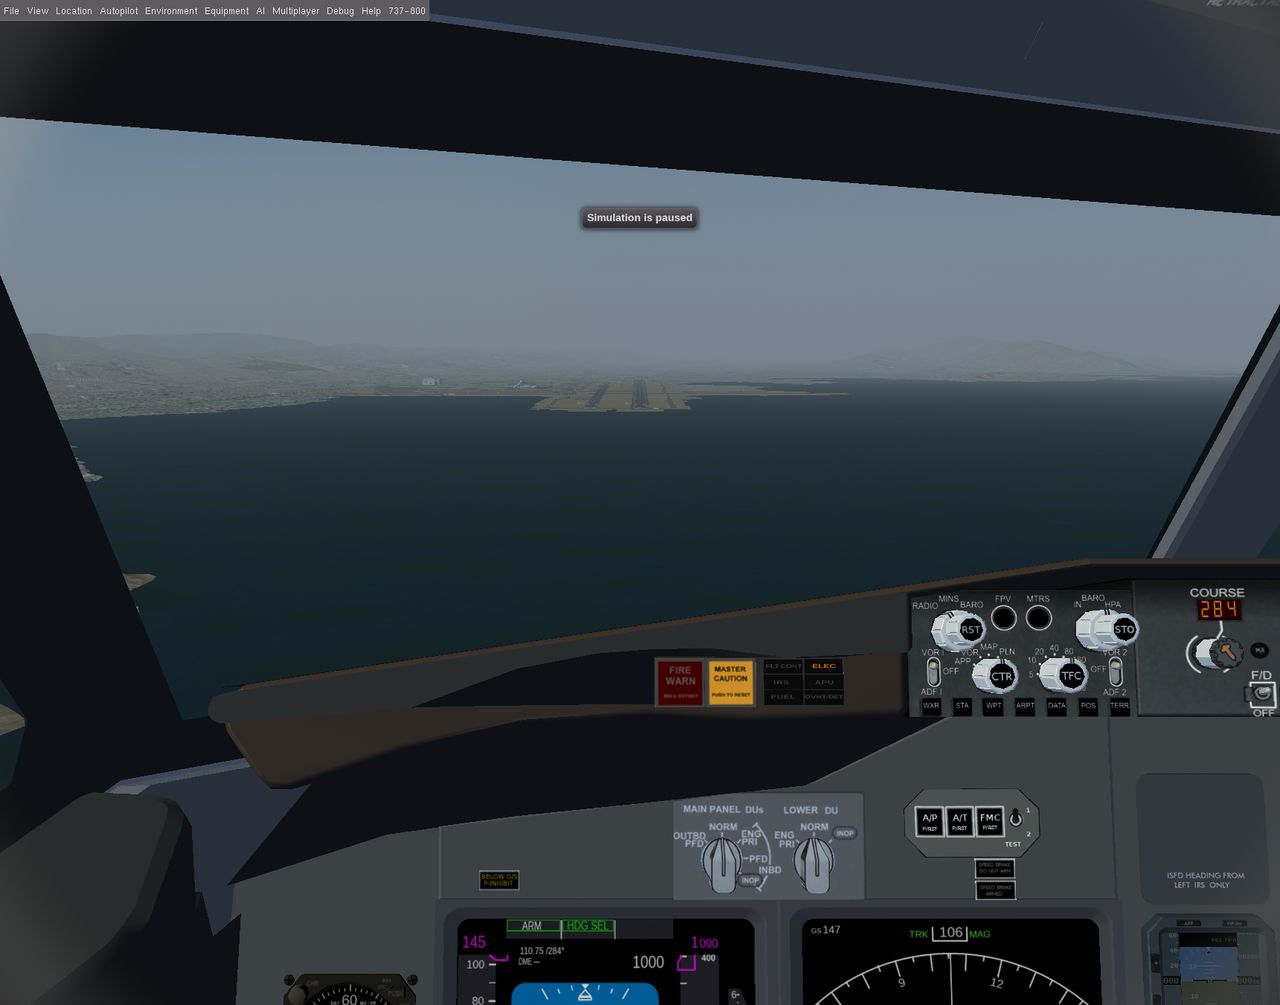 File View Location Autopilot Environment Equipment AI Multiplayer Debug Help 737-800
Simulation is paused
COURSE
284
RADIO MINS BARO
FPV
MTRS
IN BARO HPA
RST
STO
VOR 1
OFF
ADF 1
APP VOR MAP PLN
CTR
5 10 20 40 80
TFC
VOR 2
OFF
ADF 2
WXR STA WPT ARPT DATA POS TERR
F/D
OFF
FIRE
WARN
BELL CUTOUT
MASTER
CAUTION
PUSH TO RESET
FLT CONT ELEC
IRS APU
FUEL OVHT/DET
MAIN PANEL DUs
OUTBD
PFD
NORM
ENG
PRI
PFD
INBD
INOP
LOWER DU
ENG
PRI
NORM
INOP
A/P
P/RST
A/T
P/RST
FMC
P/RST
1
2
TEST
SPEED BRAKE
DO NOT ARM
SPEED BRAKE
ARMED
BELOW G/S
P-INHIBIT
ISFD HEADING FROM
LEFT IRS ONLY
ARM HDG SEL
145
110.75 /284°
DME ---
1000
1000
400
100
80
6
GS 147
TRK 106 MAG
9
12
CHR
60
APP